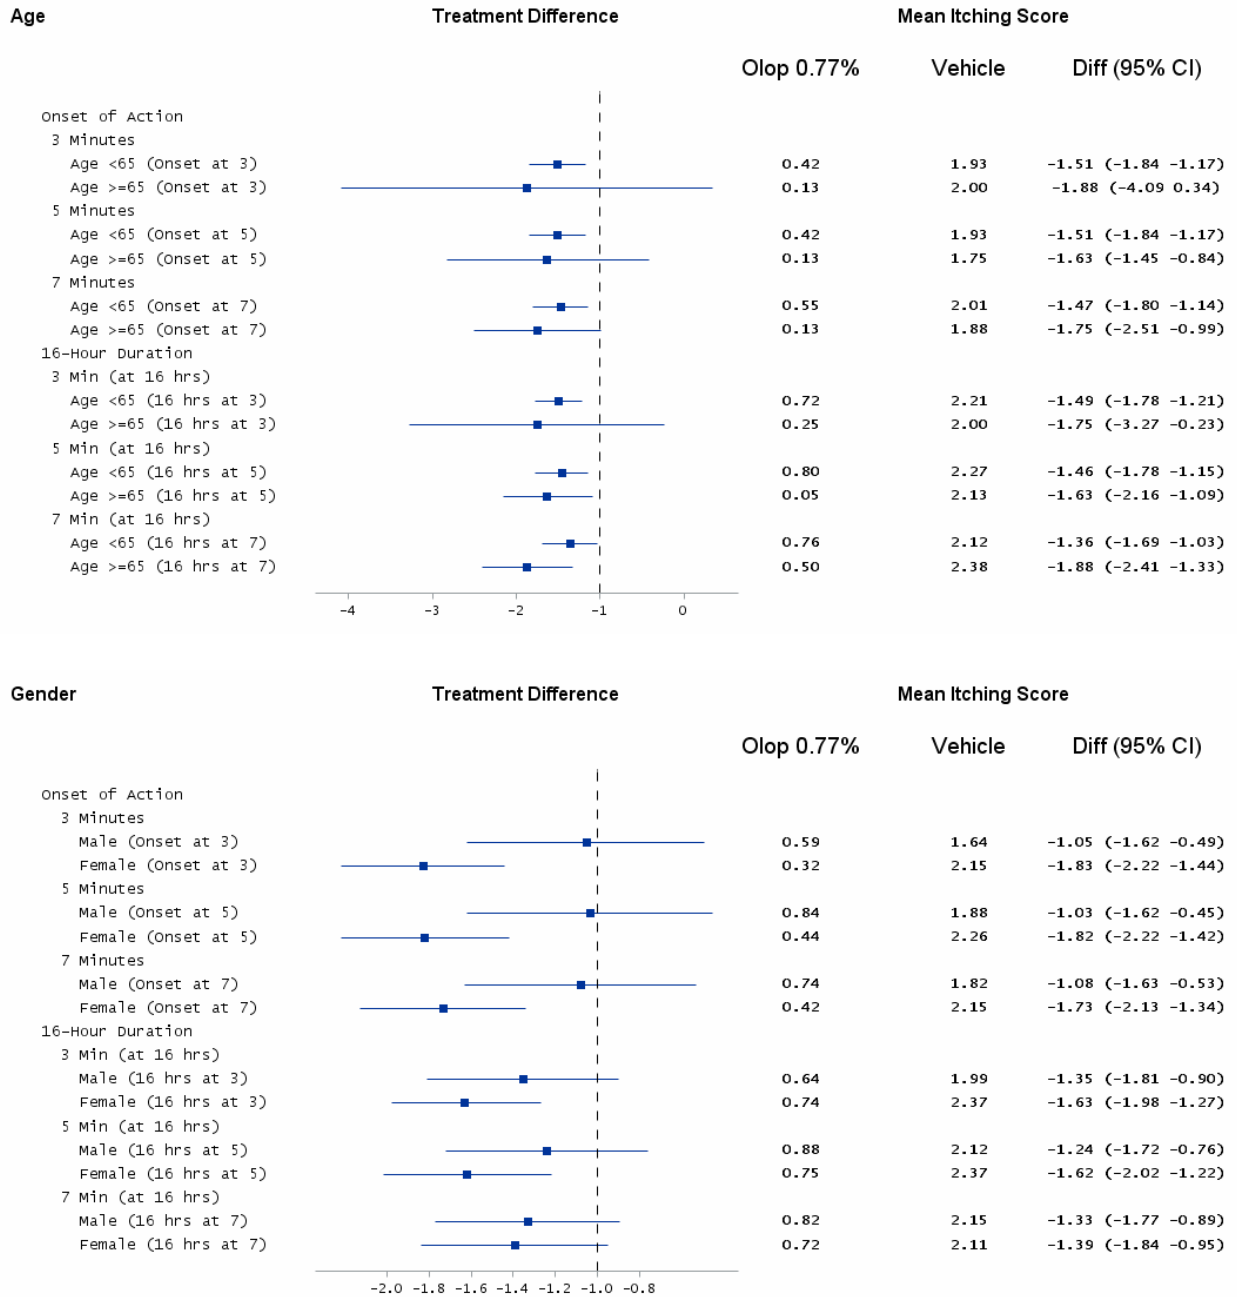 Age Treatment Difference Mean Itching Score
Olop 0.77% Vehicle Diff (95% CI)
Onset of Action
3 Minutes
Age <65 (Onset at 3) 0.42 1.93 -1.51 (-1.84 -1.17)
Age >=65 (Onset at 3) 0.13 2.00 -1.88 (-4.09 0.34)
5 Minutes
Age <65 (Onset at 5) 0.42 1.93 -1.51 (-1.84 -1.17)
Age >=65 (Onset at 5) 0.13 1.75 -1.63 (-1.45 -0.84)
7 Minutes
Age <65 (Onset at 7) 0.55 2.01 -1.47 (-1.80 -1.14)
Age >=65 (Onset at 7) 0.13 1.88 -1.75 (-2.51 -0.99)
16-Hour Duration
3 Min (at 16 hrs)
Age <65 (16 hrs at 3) 0.72 2.21 -1.49 (-1.78 -1.21)
Age >=65 (16 hrs at 3) 0.25 2.00 -1.75 (-3.27 -0.23)
5 Min (at 16 hrs)
Age <65 (16 hrs at 5) 0.80 2.27 -1.46 (-1.78 -1.15)
Age >=65 (16 hrs at 5) 0.05 2.13 -1.63 (-2.16 -1.09)
7 Min (at 16 hrs)
Age <65 (16 hrs at 7) 0.76 2.12 -1.36 (-1.69 -1.03)
Age >=65 (16 hrs at 7) 0.50 2.38 -1.88 (-2.41 -1.33)
-4 -3 -2 -1 0
Gender Treatment Difference Mean Itching Score
Olop 0.77% Vehicle Diff (95% CI)
Onset of Action
3 Minutes
Male (Onset at 3) 0.59 1.64 -1.05 (-1.62 -0.49)
Female (Onset at 3) 0.32 2.15 -1.83 (-2.22 -1.44)
5 Minutes
Male (Onset at 5) 0.84 1.88 -1.03 (-1.62 -0.45)
Female (Onset at 5) 0.44 2.26 -1.82 (-2.22 -1.42)
7 Minutes
Male (Onset at 7) 0.74 1.82 -1.08 (-1.63 -0.53)
Female (Onset at 7) 0.42 2.15 -1.73 (-2.13 -1.34)
16-Hour Duration
3 Min (at 16 hrs)
Male (16 hrs at 3) 0.64 1.99 -1.35 (-1.81 -0.90)
Female (16 hrs at 3) 0.74 2.37 -1.63 (-1.98 -1.27)
5 Min (at 16 hrs)
Male (16 hrs at 5) 0.88 2.12 -1.24 (-1.72 -0.76)
Female (16 hrs at 5) 0.75 2.37 -1.62 (-2.02 -1.22)
7 Min (at 16 hrs)
Male (16 hrs at 7) 0.82 2.15 -1.33 (-1.77 -0.89)
Female (16 hrs at 7) 0.72 2.11 -1.39 (-1.84 -0.95)
-2.0 -1.8 -1.6 -1.4 -1.2 -1.0 -0.8